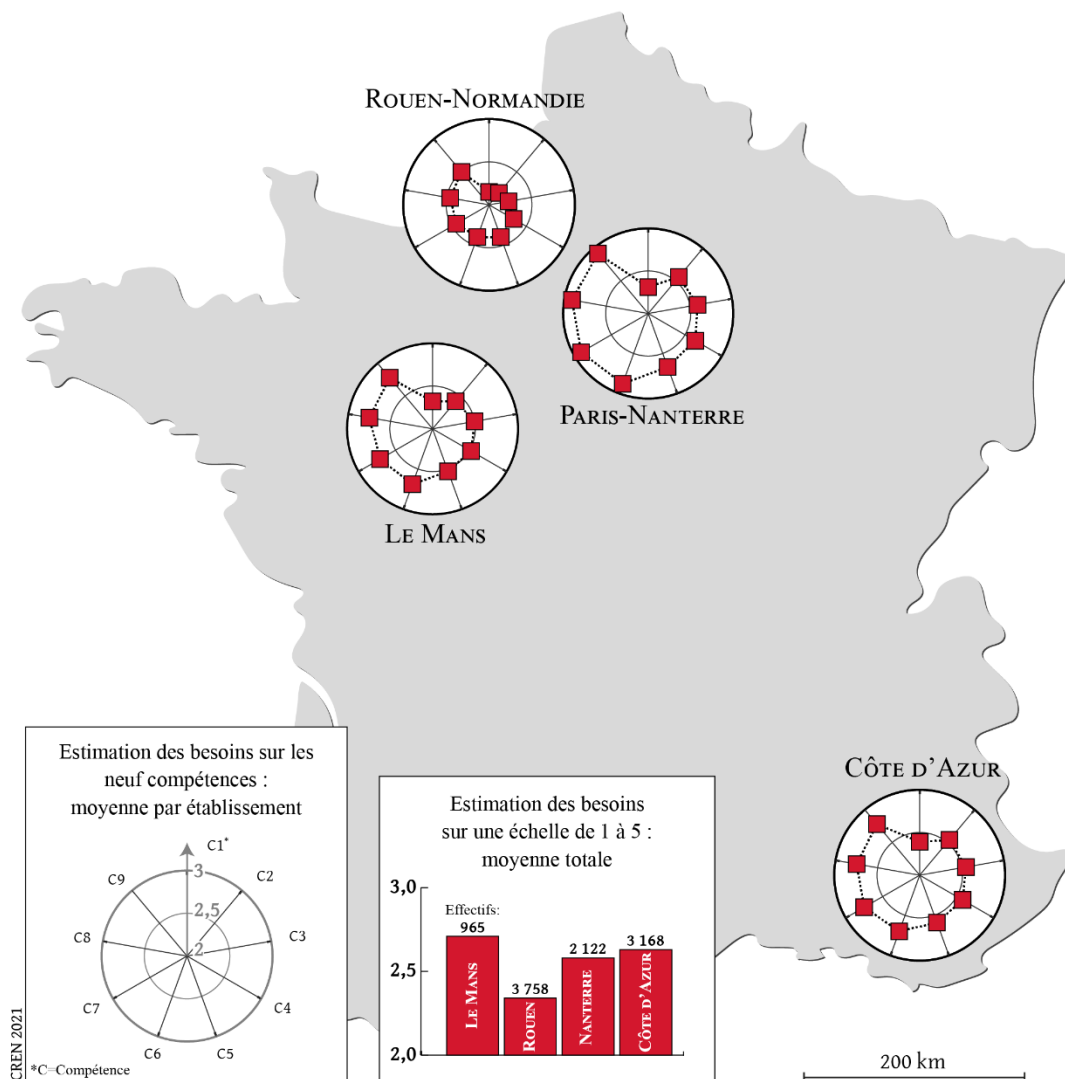 ROUEN-NORMANDIE
PARIS-NANTERRE
LE MANS
CÔTE D'AZUR
Estimation des besoins sur les
neuf compétences :
moyenne par établissement
C1*
C2
C3
C4
C5
C6
C7
C8
C9
3
2,5
2
*C=Compétence
CREN 2021
Estimation des besoins
sur une échelle de 1 à 5 :
moyenne totale
3,0
2,5
2,0
Effectifs:
965
3 758
2 122
3 168
LE MANS
ROUEN
NANTERRE
CÔTE D'AZUR
200 km